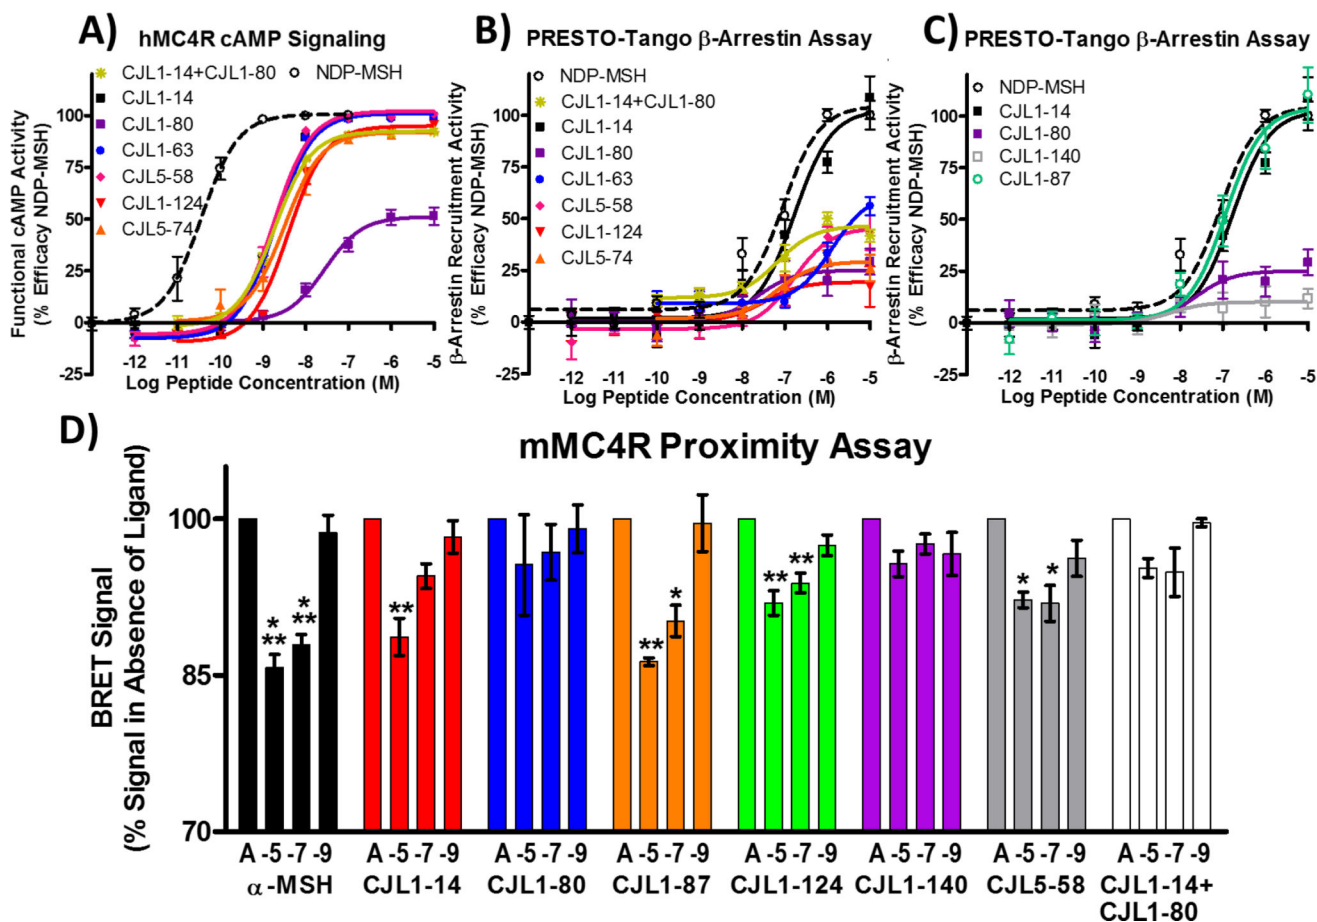 A)
hMC4R cAMP Signaling
CJL1-14+CJL1-80
NDP-MSH
CJL1-14
CJL1-80
CJL1-63
CJL5-58
CJL1-124
CJL5-74
Functional cAMP Activity
(% Efficacy NDP-MSH)
100
75
50
25
0
-25
-12 -11 -10 -9 -8 -7 -6 -5
Log Peptide Concentration (M)
B)
PRESTO-Tango β-Arrestin Assay
NDP-MSH
CJL1-14+CJL1-80
CJL1-14
CJL1-80
CJL1-63
CJL5-58
CJL1-124
CJL5-74
β-Arrestin Recruitment Activity
(% Efficacy NDP-MSH)
100
75
50
25
0
-25
-12 -11 -10 -9 -8 -7 -6 -5
Log Peptide Concentration (M)
C)
PRESTO-Tango β-Arrestin Assay
NDP-MSH
CJL1-14
CJL1-80
CJL1-140
CJL1-87
β-Arrestin Recruitment Activity
(% Efficacy NDP-MSH)
100
75
50
25
0
-25
-12 -11 -10 -9 -8 -7 -6 -5
Log Peptide Concentration (M)
D)
mMC4R Proximity Assay
BRET Signal
(% Signal in Absence of Ligand)
100
85
70
* ** * ** ** ** * ** ** * *
A -5 -7 -9 A -5 -7 -9 A -5 -7 -9 A -5 -7 -9 A -5 -7 -9 A -5 -7 -9 A -5 -7 -9 A -5 -7 -9
α-MSH CJL1-14 CJL1-80 CJL1-87 CJL1-124 CJL1-140 CJL5-58 CJL1-14+
CJL1-80